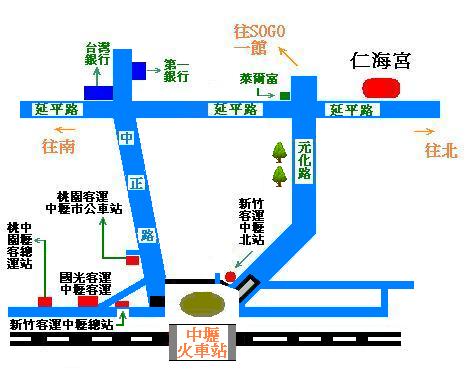 往SOGO
一館
台灣
銀行
第一
銀行
萊爾富
仁海宮
延平路
延平路
延平路
往南
往北
中
正
路
元化路
桃園客運
中壢市公車站
新竹
客運
中壢
北站
桃中
園壢
客總
運站
國光客運
中壢客運
新竹客運中壢總站
中壢
火車站